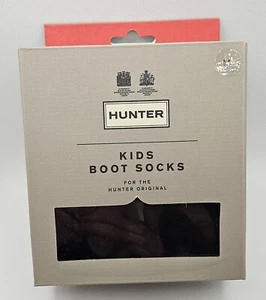 HUNTER
KIDS
BOOT SOCKS
FOR THE
HUNTER ORIGINAL